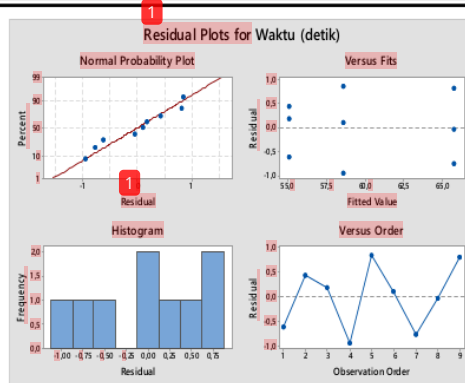 1
Residual Plots for Waktu (detik)
Normal Probability Plot
99
90
50
10
1
Percent
-1
1
1
Residual
Versus Fits
1,0
0,5
0,0
-0,5
-1,0
Residual
55,0 57,5 60,0 62,5 65,0
Fitted Value
Histogram
2,0
1,5
1,0
0,5
0,0
Frequency
-1,00 -0,75 -0,50 -0,25 0,00 0,25 0,50 0,75
Residual
Versus Order
1,0
0,5
0,0
-0,5
-1,0
Residual
1 2 3 4 5 6 7 8 9
Observation Order